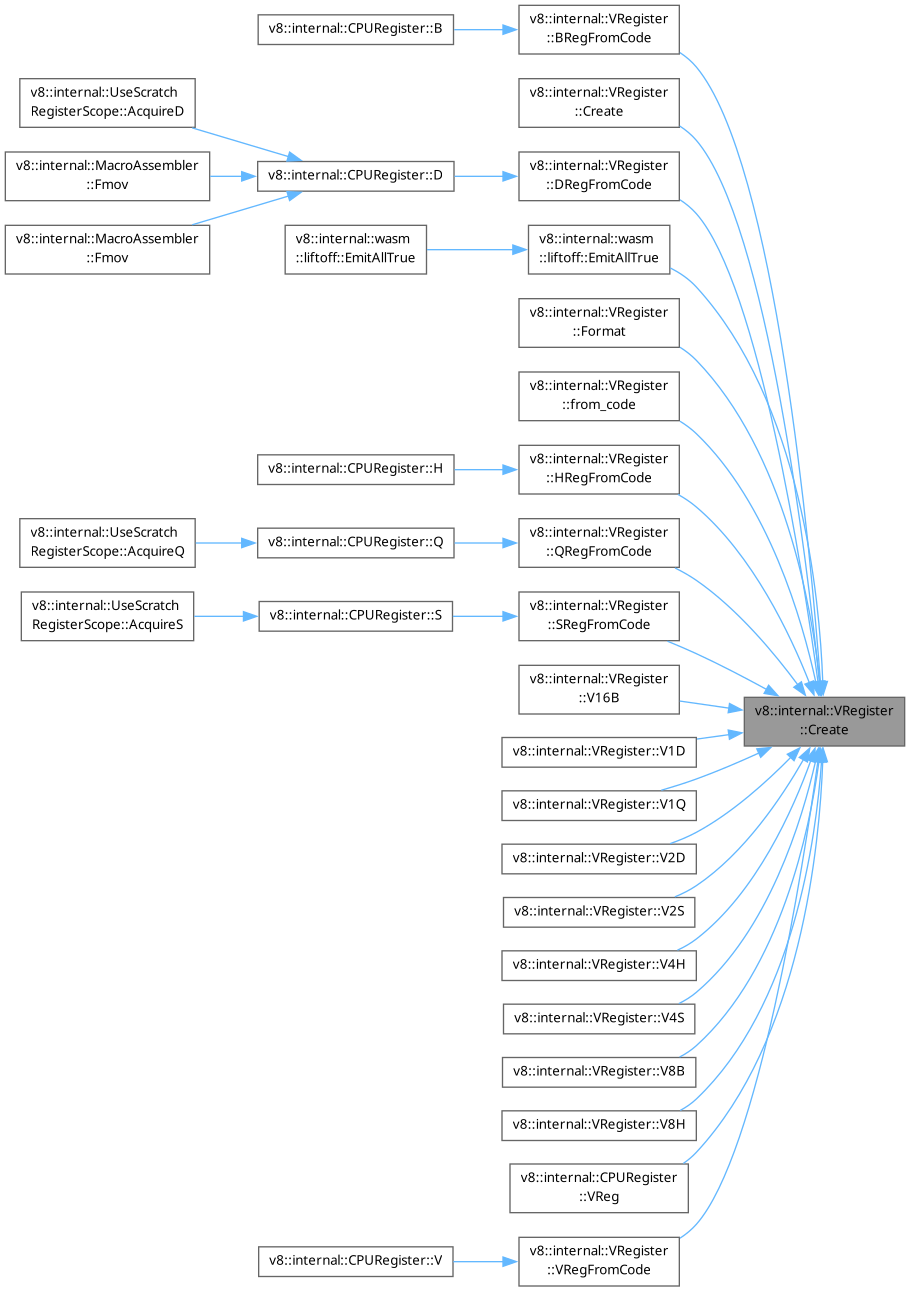 v8::internal::CPURegister::B
v8::internal::VRegister
::BRegFromCode
v8::internal::UseScratch
RegisterScope::AcquireD
v8::internal::VRegister
::Create
v8::internal::MacroAssembler
::Fmov
v8::internal::CPURegister::D
v8::internal::VRegister
::DRegFromCode
v8::internal::MacroAssembler
::Fmov
v8::internal::wasm
::liftoff::EmitAllTrue
v8::internal::wasm
::liftoff::EmitAllTrue
v8::internal::VRegister
::Format
v8::internal::VRegister
::from_code
v8::internal::CPURegister::H
v8::internal::VRegister
::HRegFromCode
v8::internal::UseScratch
RegisterScope::AcquireQ
v8::internal::CPURegister::Q
v8::internal::VRegister
::QRegFromCode
v8::internal::UseScratch
RegisterScope::AcquireS
v8::internal::CPURegister::S
v8::internal::VRegister
::SRegFromCode
v8::internal::VRegister
::V16B
v8::internal::VRegister
::Create
v8::internal::VRegister::V1D
v8::internal::VRegister::V1Q
v8::internal::VRegister::V2D
v8::internal::VRegister::V2S
v8::internal::VRegister::V4H
v8::internal::VRegister::V4S
v8::internal::VRegister::V8B
v8::internal::VRegister::V8H
v8::internal::CPURegister
::VReg
v8::internal::CPURegister::V
v8::internal::VRegister
::VRegFromCode